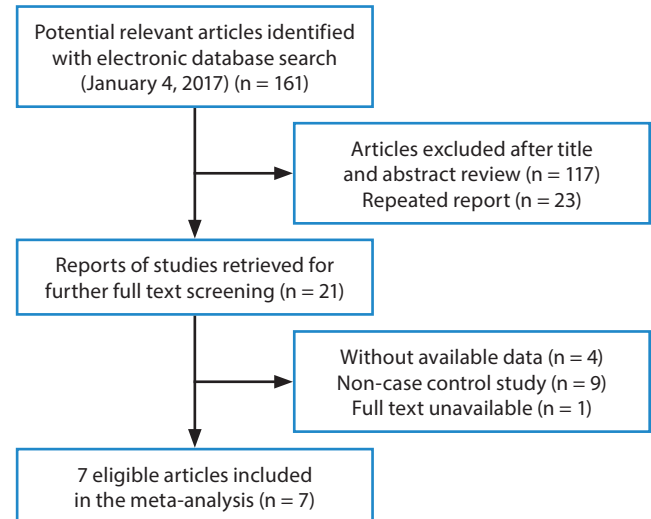 Potential relevant articles identified
with electronic database search
(January 4, 2017) (n = 161)
Articles excluded after title
and abstract review (n = 117)
Repeated report (n = 23)
Reports of studies retrieved for
further full text screening (n = 21)
Without available data (n = 4)
Non-case control study (n = 9)
Full text unavailable (n = 1)
7 eligible articles included
in the meta-analysis (n = 7)